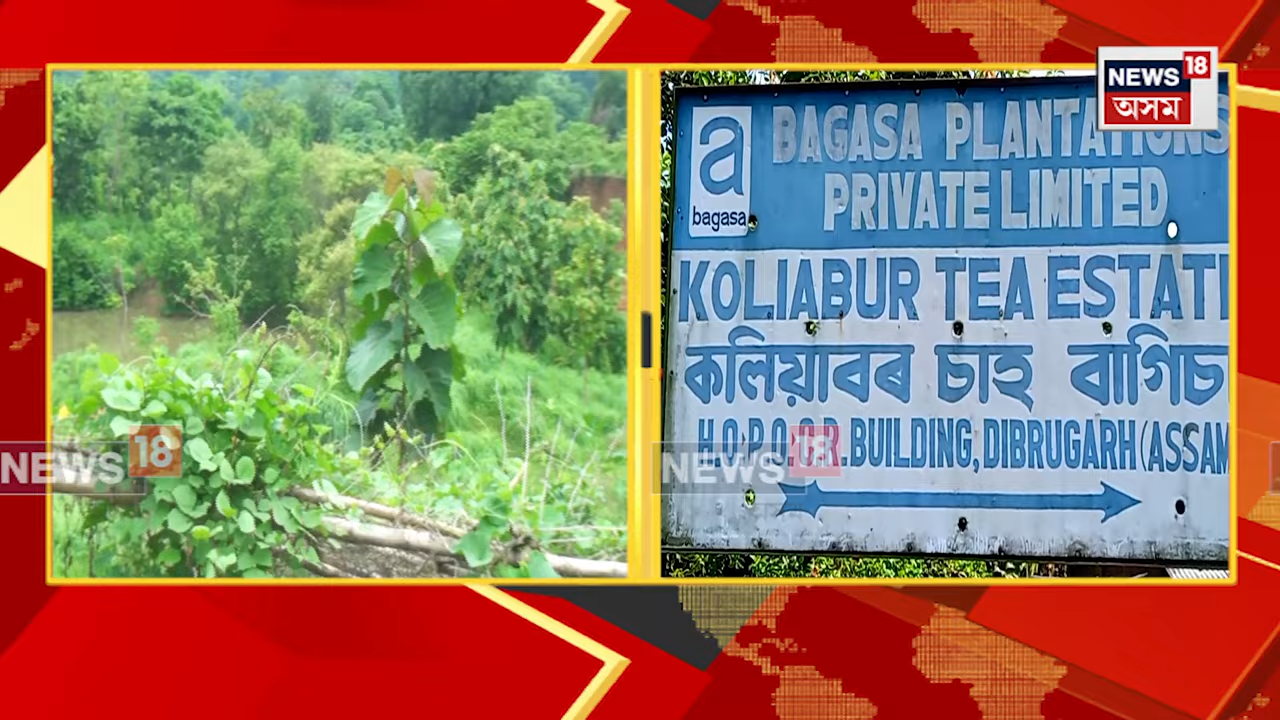 NEWS 18
অসম
a
bagasa
BAGASA PLANTATIONS
PRIVATE LIMITED
KOLIABUR TEA ESTATE
কলিয়াবৰ চাহ বাগিচ
H.O.P.O.GR.BUILDING, DIBRUGARH (ASSAM
NEWS 18
NEWS 18